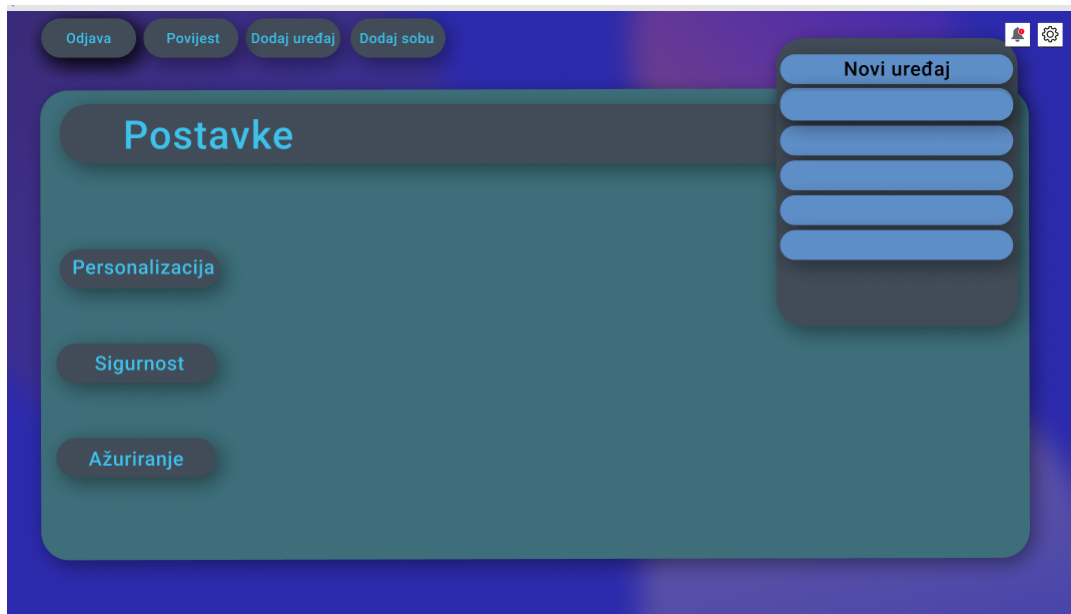 Odjava
Povijest
Dodaj uređaj
Dodaj sobu
Novi uređaj
Postavke
Personalizacija
Sigurnost
Ažuriranje